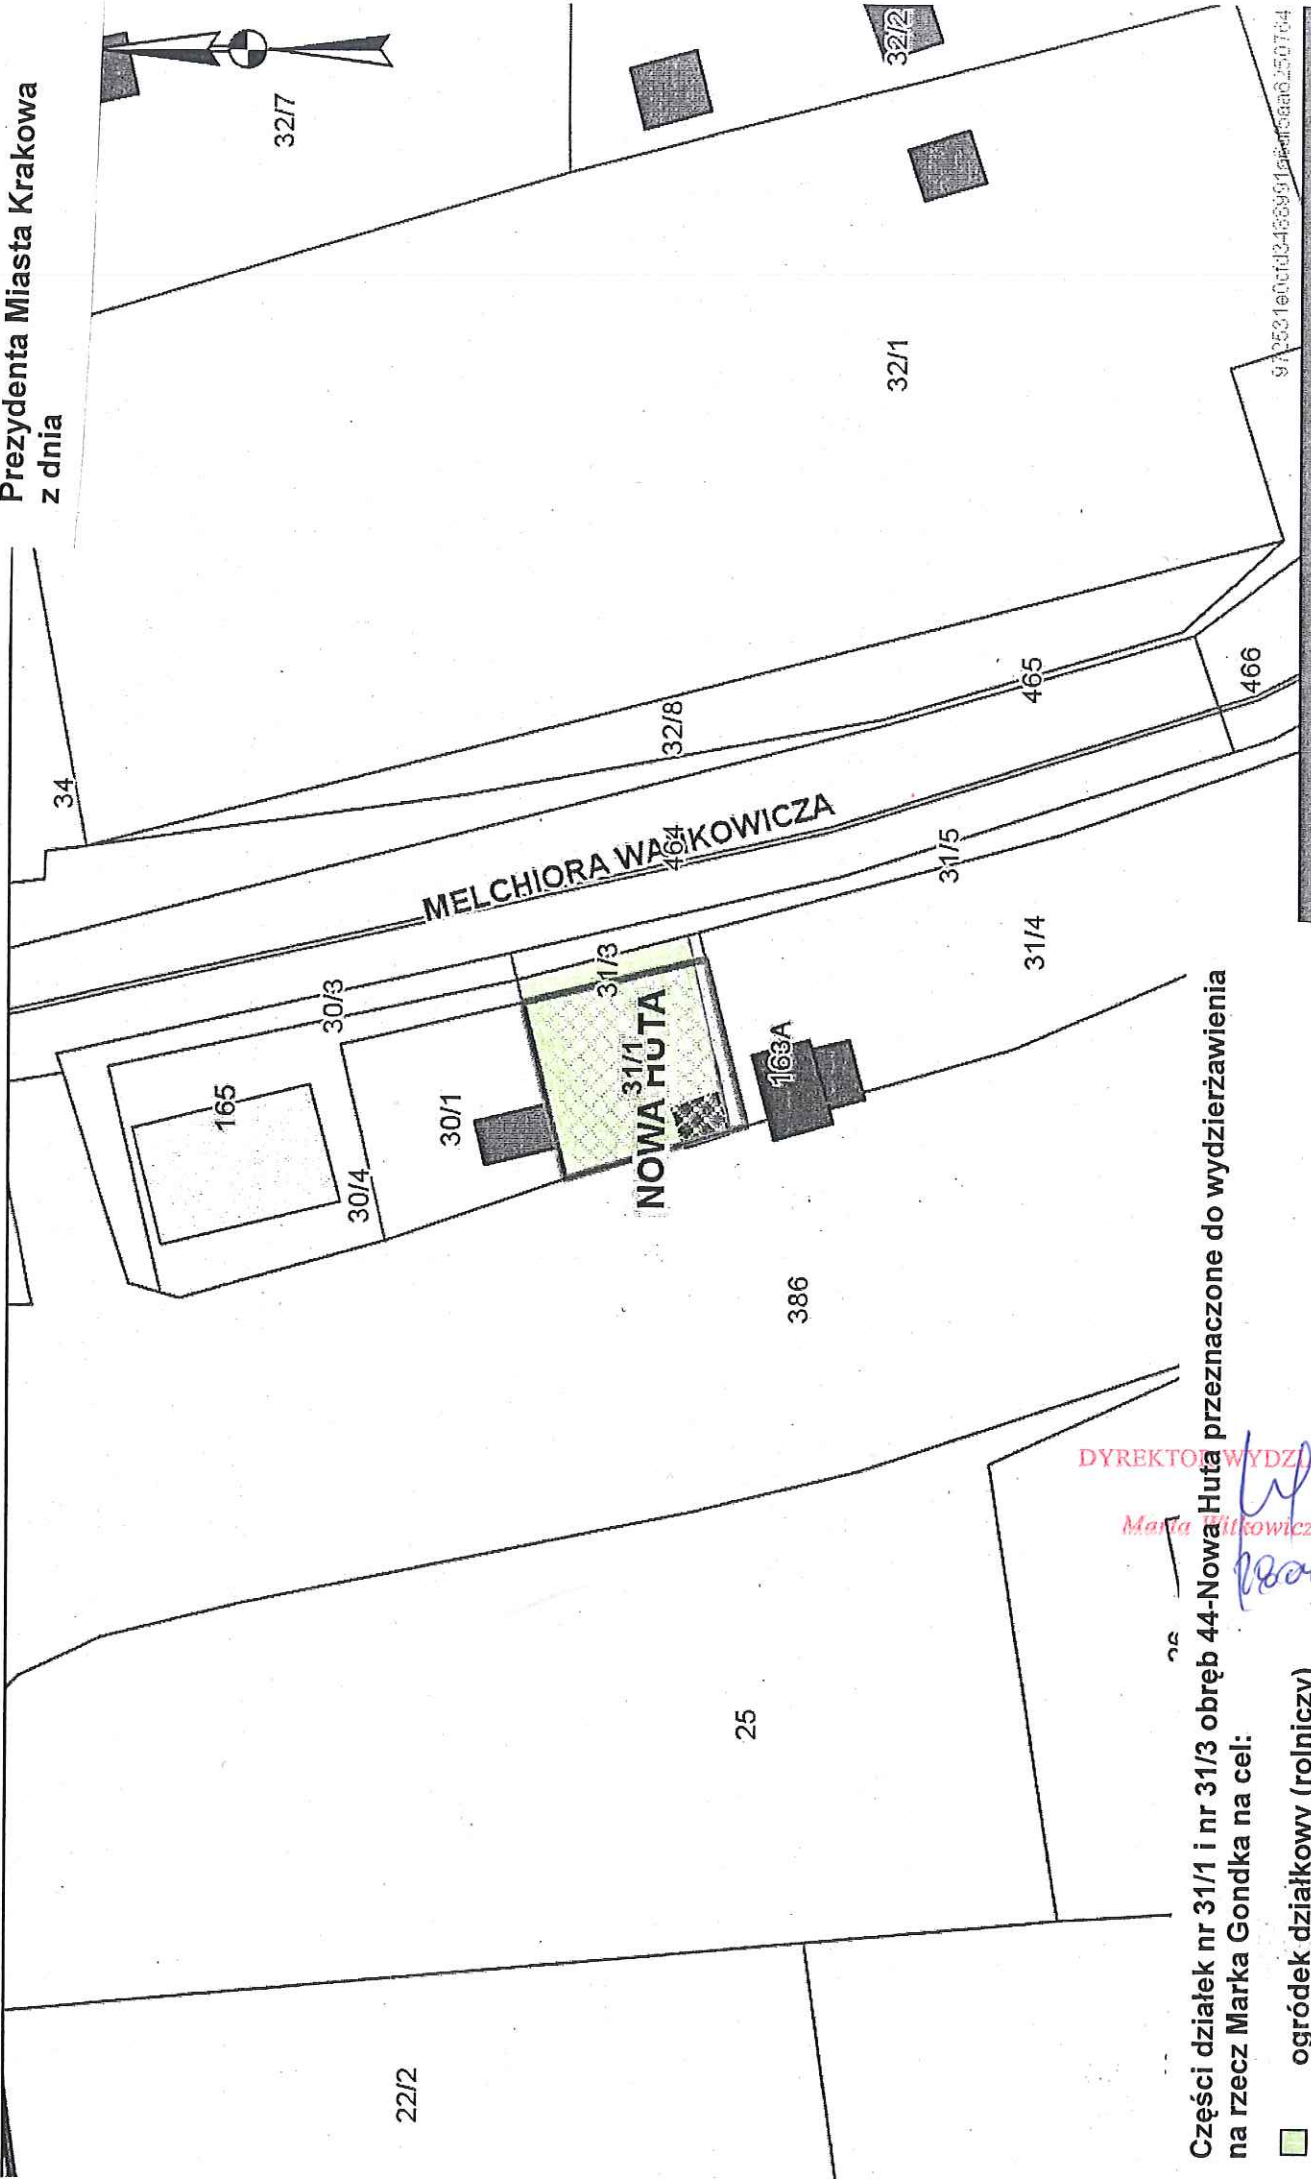 Prezydenta Miasta Krakowa
z dnia
32/7
32/2
34
32/1
32/8
465
466
MELCHIORA WAŃKOWICZA
464
31/5
31/4
30/3
31/3
31/1
NOWA HUTA
165
30/1
30/4
163A
386
25
22/2
Części działek nr 31/1 i nr 31/3 obręb 44-Nowa Huta przeznaczone do wydzierżawienia
na rzecz Marka Gondka na cel:
ogródek działkowy (rolniczy)
DYREKTOR WYDZI
Marta Witkowicz